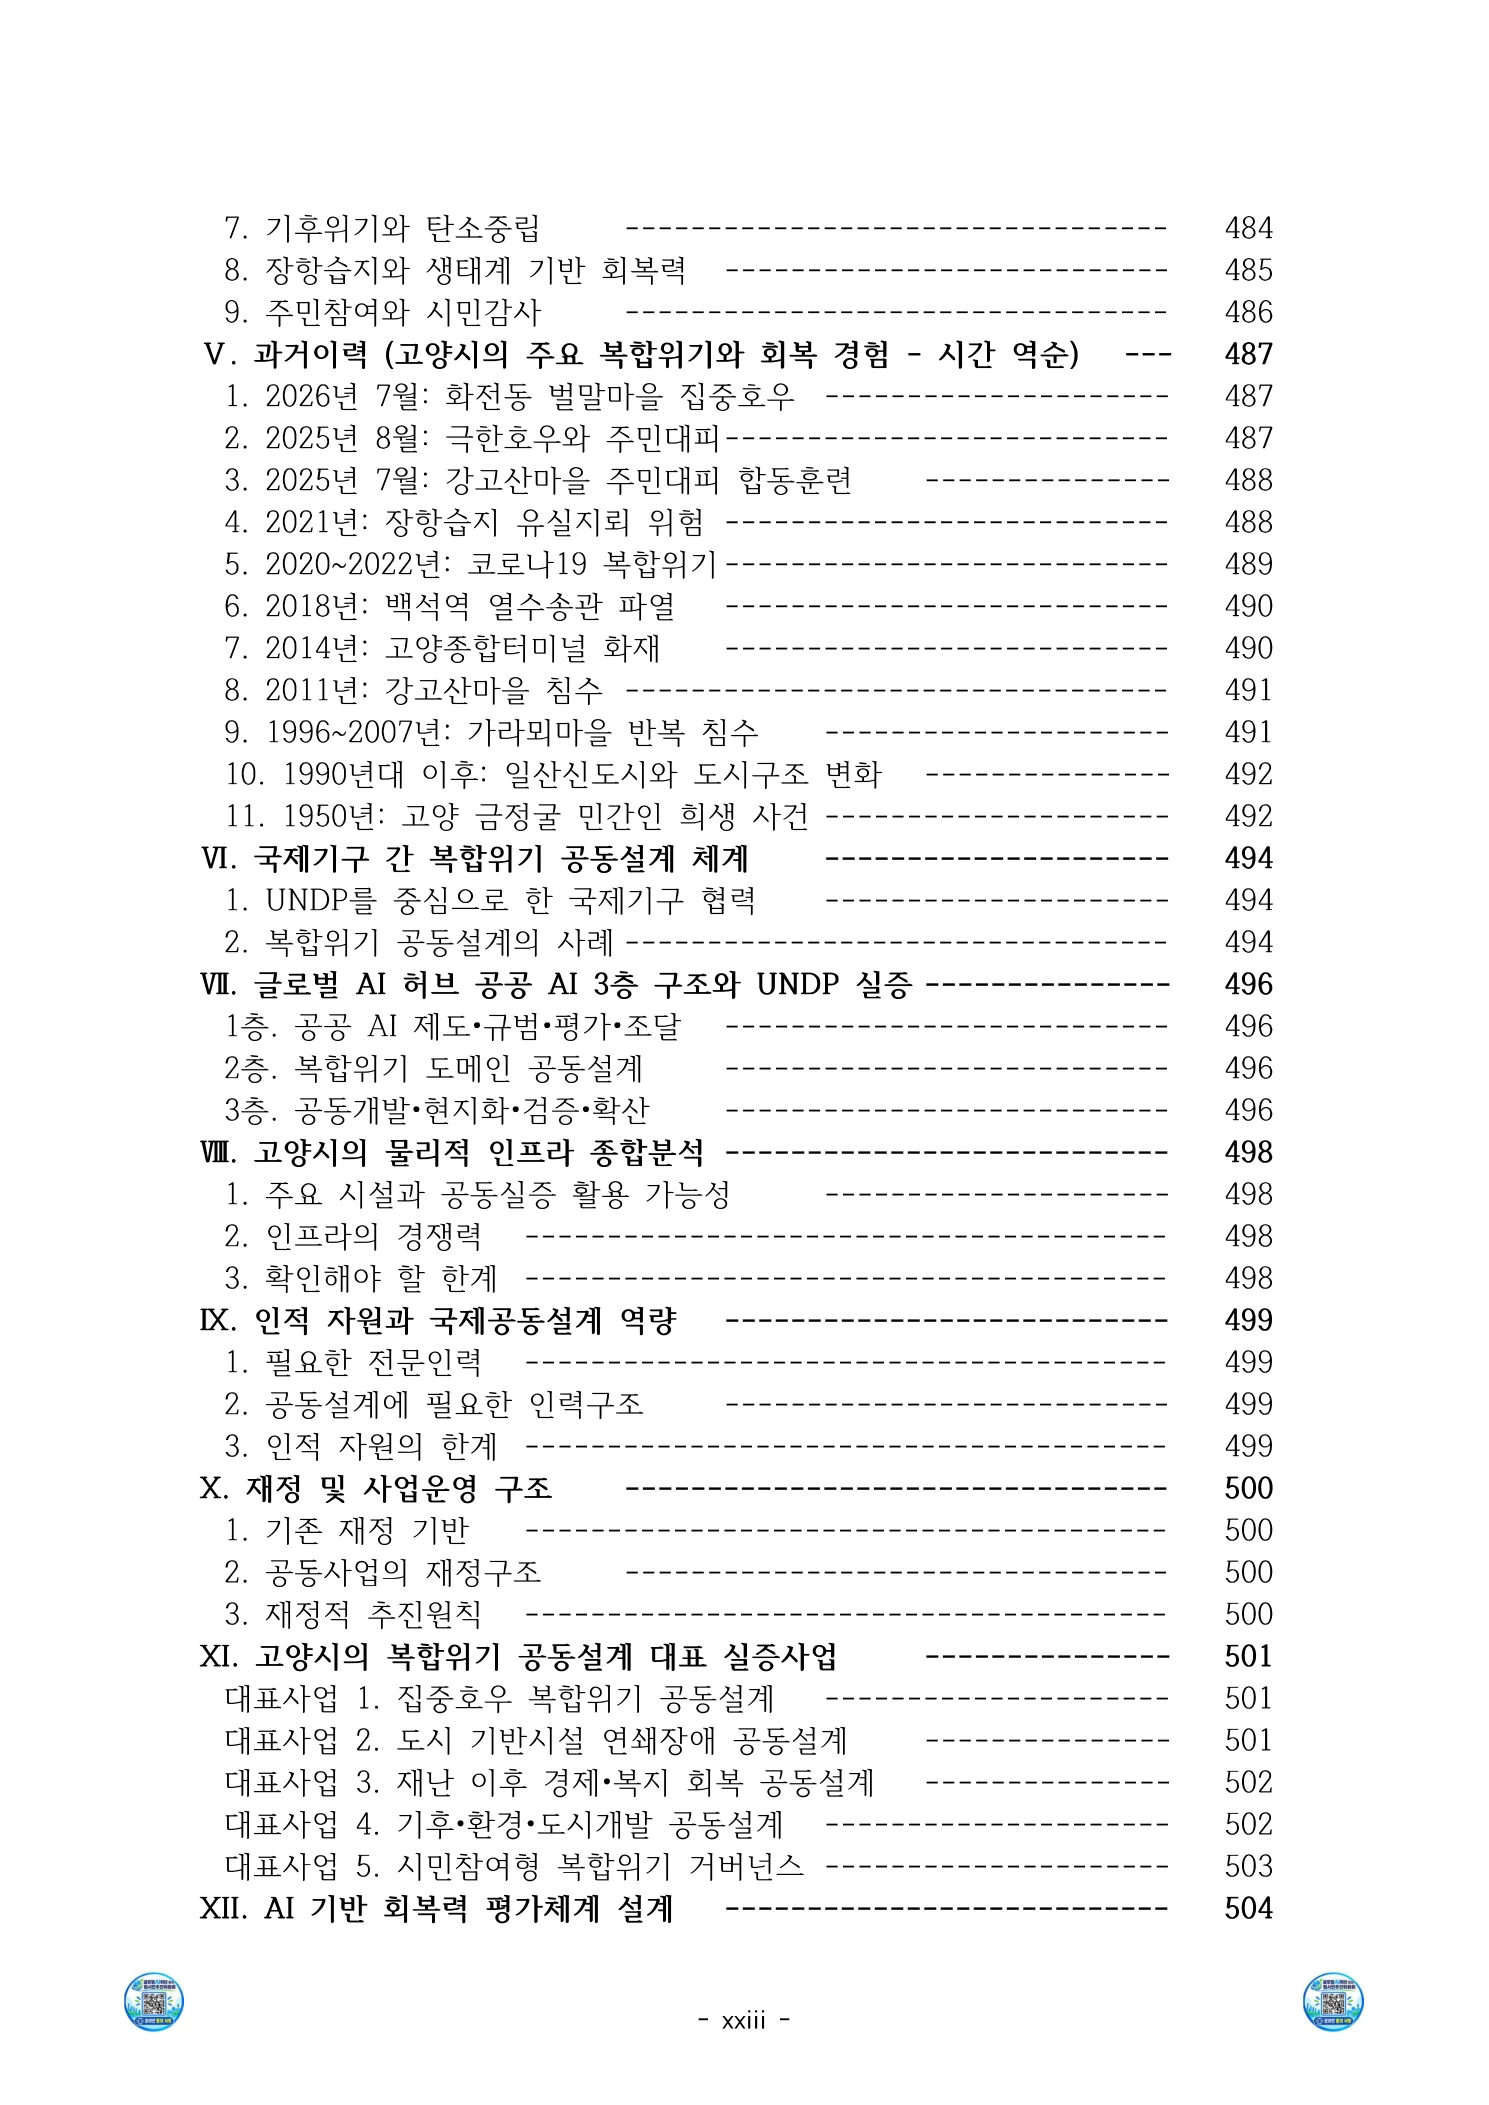 7. 기후위기와 탄소중립 --------------------------------- 484
8. 장항습지와 생태계 기반 회복력 --------------------------- 485
9. 주민참여와 시민감사 --------------------------------- 486
Ⅴ. 과거이력 (고양시의 주요 복합위기와 회복 경험 - 시간 역순) --- 487
1. 2026년 7월: 화전동 벌말마을 집중호우 --------------------- 487
2. 2025년 8월: 극한호우와 주민대피--------------------------- 487
3. 2025년 7월: 강고산마을 주민대피 합동훈련 --------------- 488
4. 2021년: 장항습지 유실지뢰 위험 --------------------------- 488
5. 2020~2022년: 코로나19 복합위기--------------------------- 489
6. 2018년: 백석역 열수송관 파열 --------------------------- 490
7. 2014년: 고양종합터미널 화재 --------------------------- 490
8. 2011년: 강고산마을 침수 --------------------------------- 491
9. 1996~2007년: 가라뫼마을 반복 침수 --------------------- 491
10. 1990년대 이후: 일산신도시와 도시구조 변화 --------------- 492
11. 1950년: 고양 금정굴 민간인 희생 사건 --------------------- 492
Ⅵ. 국제기구 간 복합위기 공동설계 체계 --------------------- 494
1. UNDP를 중심으로 한 국제기구 협력 --------------------- 494
2. 복합위기 공동설계의 사례 --------------------------------- 494
Ⅶ. 글로벌 AI 허브 공공 AI 3층 구조와 UNDP 실증 --------------- 496
1층. 공공 AI 제도•규범•평가•조달 --------------------------- 496
2층. 복합위기 도메인 공동설계 --------------------------- 496
3층. 공동개발•현지화•검증•확산 --------------------------- 496
Ⅷ. 고양시의 물리적 인프라 종합분석 --------------------------- 498
1. 주요 시설과 공동실증 활용 가능성 --------------------- 498
2. 인프라의 경쟁력 --------------------------------------- 498
3. 확인해야 할 한계 --------------------------------------- 498
Ⅸ. 인적 자원과 국제공동설계 역량 --------------------------- 499
1. 필요한 전문인력 --------------------------------------- 499
2. 공동설계에 필요한 인력구조 --------------------------- 499
3. 인적 자원의 한계 --------------------------------------- 499
X. 재정 및 사업운영 구조 --------------------------------- 500
1. 기존 재정 기반 --------------------------------------- 500
2. 공동사업의 재정구조 --------------------------------- 500
3. 재정적 추진원칙 --------------------------------------- 500
XI. 고양시의 복합위기 공동설계 대표 실증사업 --------------- 501
대표사업 1. 집중호우 복합위기 공동설계 --------------------- 501
대표사업 2. 도시 기반시설 연쇄장애 공동설계 --------------- 501
대표사업 3. 재난 이후 경제•복지 회복 공동설계 --------------- 502
대표사업 4. 기후•환경•도시개발 공동설계 --------------------- 502
대표사업 5. 시민참여형 복합위기 거버넌스 --------------------- 503
XII. AI 기반 회복력 평가체계 설계 --------------------------- 504
- xxiii -